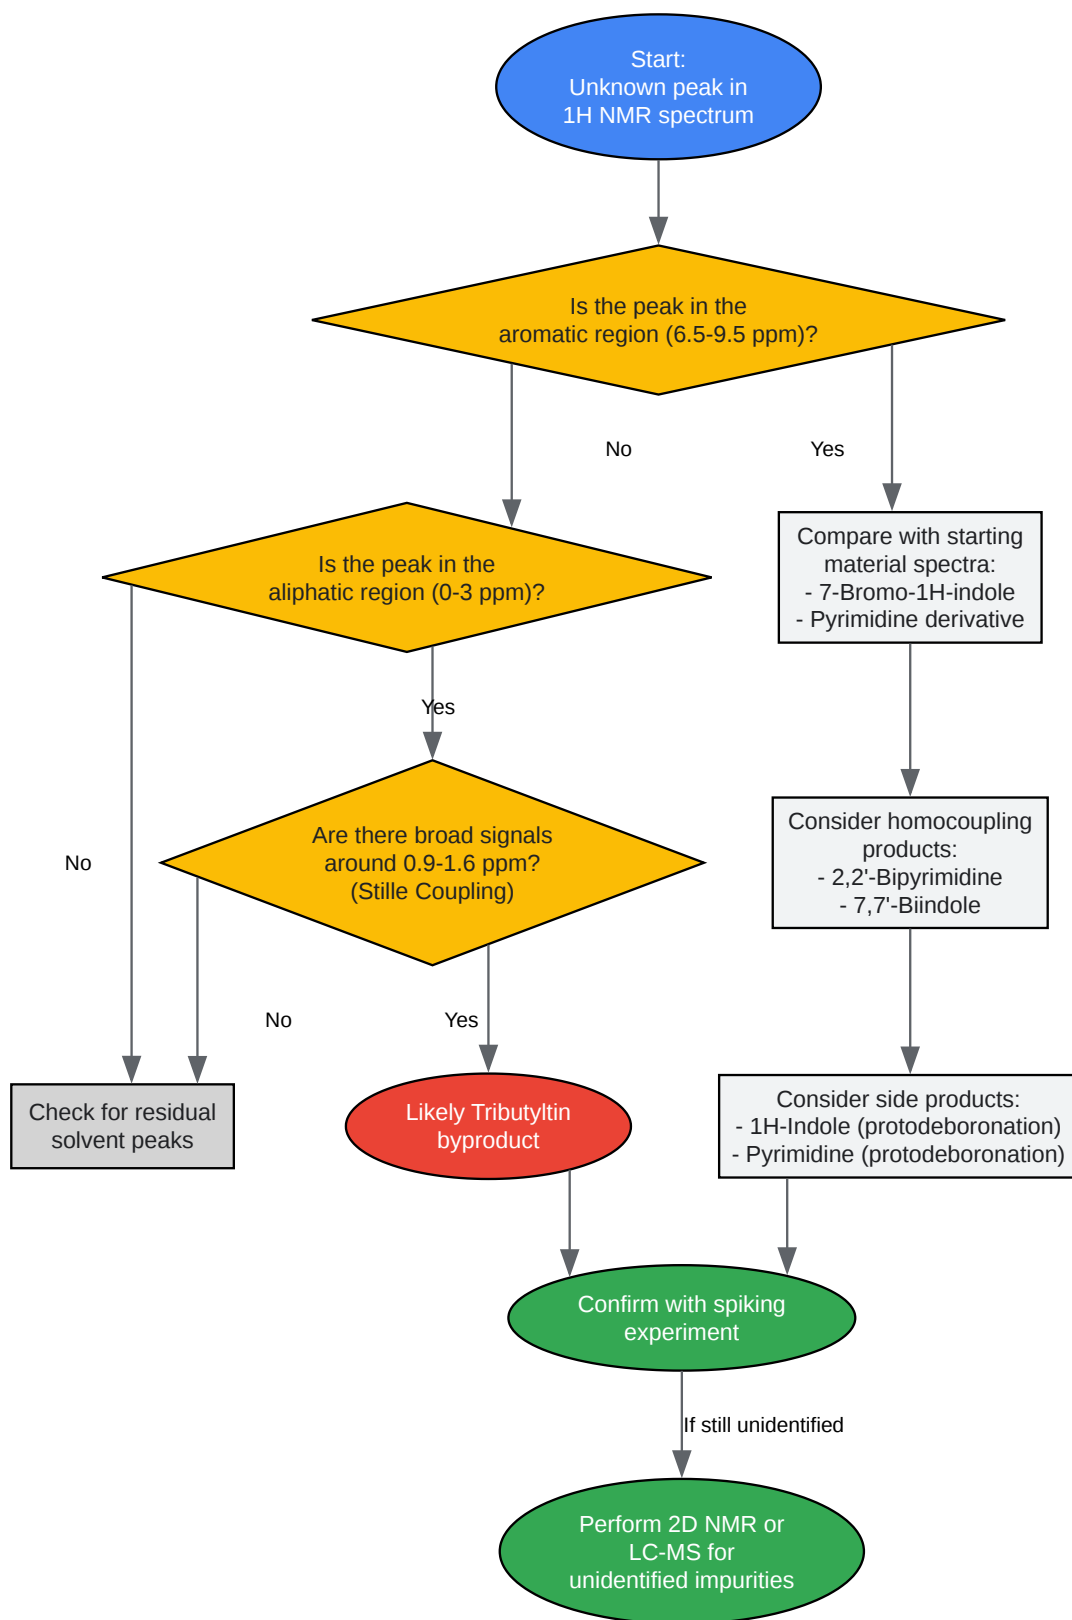 Start:
Unknown peak in
1H NMR spectrum
Is the peak in the
aromatic region (6.5-9.5 ppm)?
No
Yes
Is the peak in the
aliphatic region (0-3 ppm)?
Compare with starting
material spectra:
- 7-Bromo-1H-indole
- Pyrimidine derivative
Yes
Are there broad signals
around 0.9-1.6 ppm?
(Stille Coupling)
No
Consider homocoupling
products:
- 2,2'-Bipyrimidine
- 7,7'-Biindole
No
Yes
Check for residual
solvent peaks
Likely Tributyltin
byproduct
Consider side products:
- 1H-Indole (protodeboronation)
- Pyrimidine (protodeboronation)
Confirm with spiking
experiment
If still unidentified
Perform 2D NMR or
LC-MS for
unidentified impurities